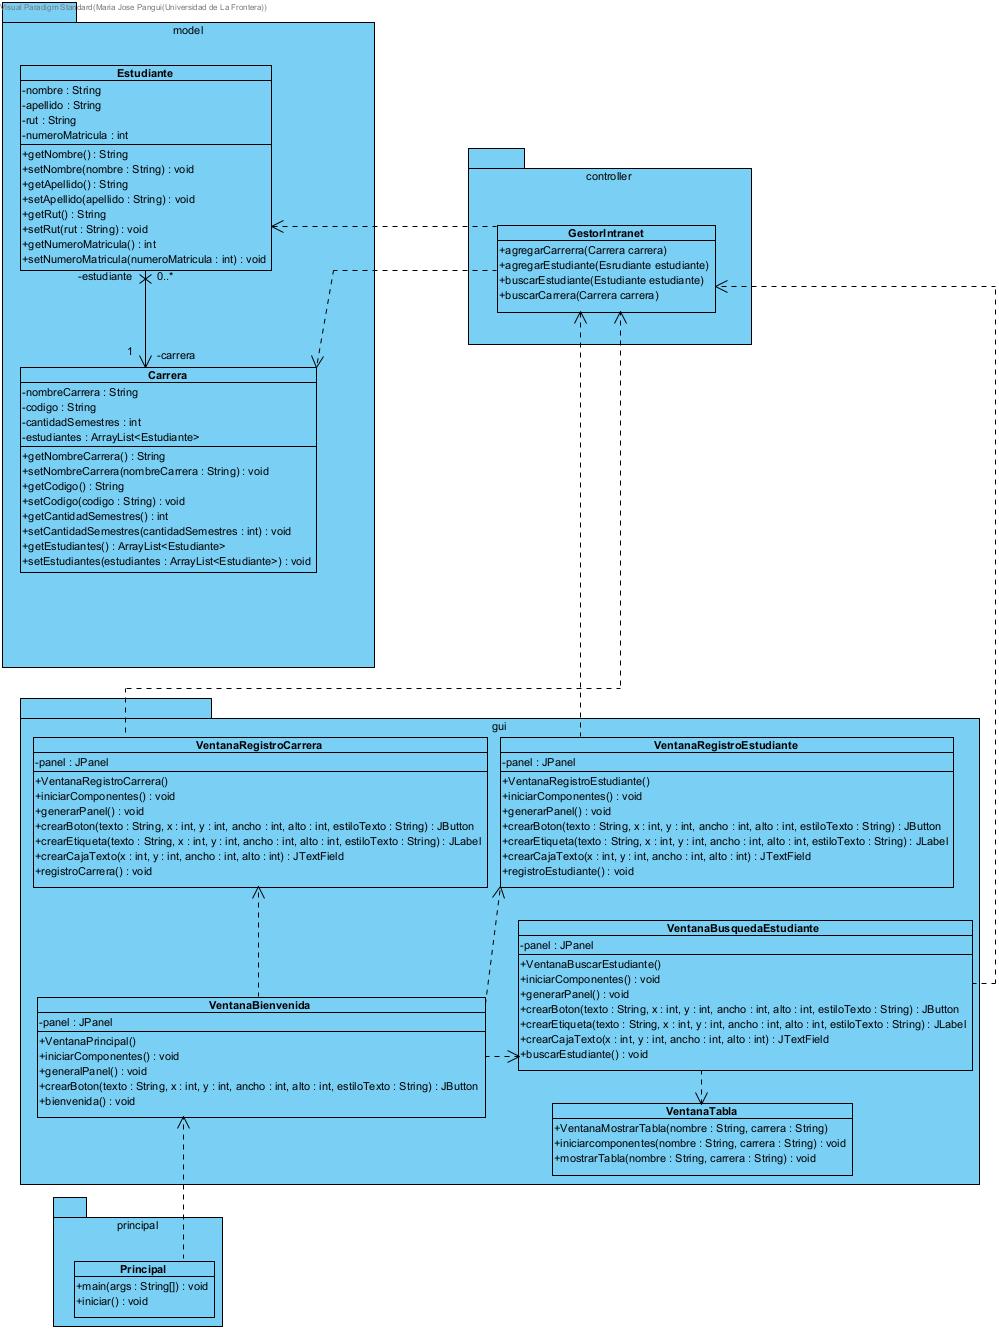 Visual Paradigm Standard(Maria Jose Pangui(Universidad de La Frontera))
model
Estudiante
-nombre : String
-apellido : String
-rut : String
-numeroMatricula : int
+getNombre() : String
+setNombre(nombre : String) : void
+getApellido() : String
+setApellido(apellido : String) : void
+getRut() : String
+setRut(rut : String) : void
+getNumeroMatricula() : int
+setNumeroMatricula(numeroMatricula : int) : void
-estudiante 0..*
1 -carrera
Carrera
-nombreCarrera : String
-codigo : String
-cantidadSemestres : int
-estudiantes : ArrayList<Estudiante>
+getNombreCarrera() : String
+setNombreCarrera(nombreCarrera : String) : void
+getCodigo() : String
+setCodigo(codigo : String) : void
+getCantidadSemestres() : int
+setCantidadSemestres(cantidadSemestres : int) : void
+getEstudiantes() : ArrayList<Estudiante>
+setEstudiantes(estudiantes : ArrayList<Estudiante>) : void
controller
GestorIntranet
+agregarCarrerra(Carrera carrera)
+agregarEstudiante(Esrudiante estudiante)
+buscarEstudiante(Estudiante estudiante)
+buscarCarrera(Carrera carrera)
gui
VentanaRegistroCarrera
-panel : JPanel
+VentanaRegistroCarrera()
+iniciarComponentes() : void
+generarPanel() : void
+crearBoton(texto : String, x : int, y : int, ancho : int, alto : int, estiloTexto : String) : JButton
+crearEtiqueta(texto : String, x : int, y : int, ancho : int, alto : int, estiloTexto : String) : JLabel
+crearCajaTexto(x : int, y : int, ancho : int, alto : int) : JTextField
+registroCarrera() : void
VentanaRegistroEstudiante
-panel : JPanel
+VentanaRegistroEstudiante()
+iniciarComponentes() : void
+generarPanel() : void
+crearBoton(texto : String, x : int, y : int, ancho : int, alto : int, estiloTexto : String) : JButton
+crearEtiqueta(texto : String, x : int, y : int, ancho : int, alto : int, estiloTexto : String) : JLabel
+crearCajaTexto(x : int, y : int, ancho : int, alto : int) : JTextField
+registroEstudiante() : void
VentanaBusquedaEstudiante
-panel : JPanel
+VentanaBuscarEstudiante()
+iniciarComponentes() : void
+generarPanel() : void
+crearBoton(texto : String, x : int, y : int, ancho : int, alto : int, estiloTexto : String) : JButton
+crearEtiqueta(texto : String, x : int, y : int, ancho : int, alto : int, estiloTexto : String) : JLabel
+crearCajaTexto(x : int, y : int, ancho : int, alto : int) : JTextField
+buscarEstudiante() : void
VentanaBienvenida
-panel : JPanel
+VentanaPrincipal()
+iniciarComponentes() : void
+generalPanel() : void
+crearBoton(texto : String, x : int, y : int, ancho : int, alto : int, estiloTexto : String) : JButton
+bienvenida() : void
VentanaTabla
+VentanaMostrarTabla(nombre : String, carrera : String)
+iniciarcomponentes(nombre : String, carrera : String) : void
+mostrarTabla(nombre : String, carrera : String) : void
principal
Principal
+main(args : String[]) : void
+iniciar() : void